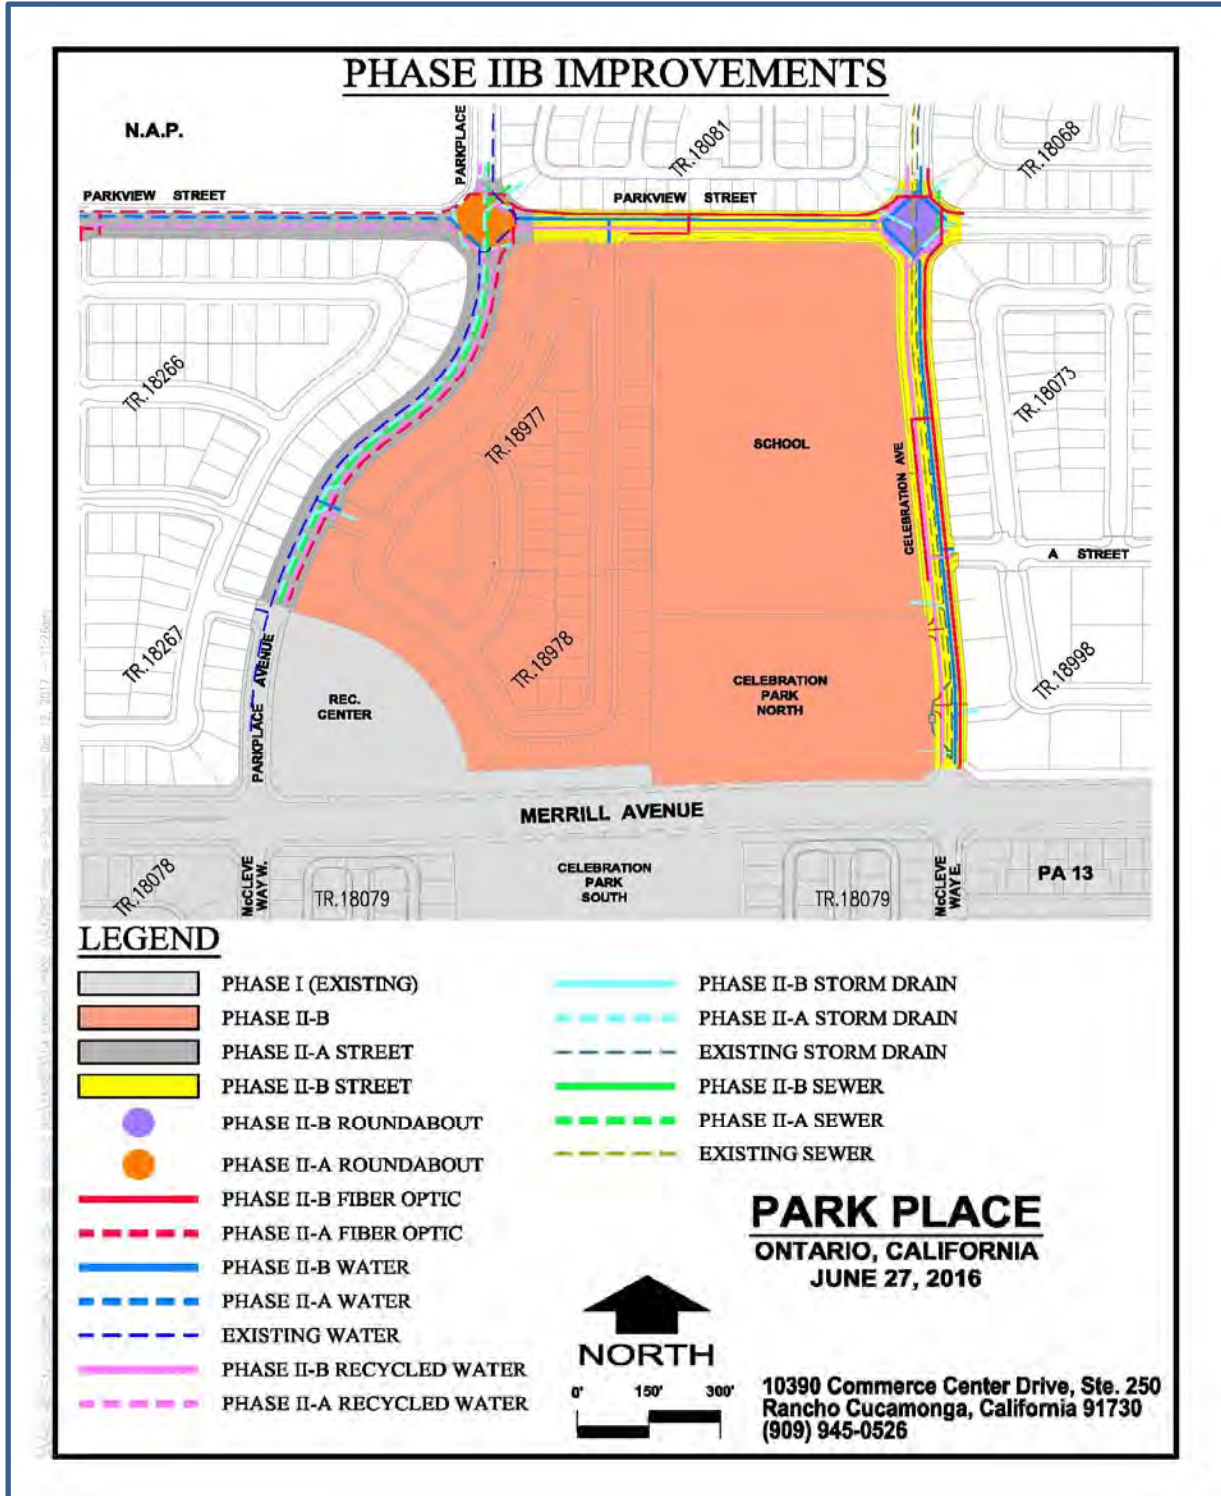 PHASE IIB IMPROVEMENTS
N.A.P.
PARKPLACE
TR.18081
TR.18068
PARKVIEW STREET
PARKVIEW STREET
TR.18266
TR.18977
SCHOOL
CELEBRATION AVE
TR.18073
A STREET
TR.18267
PARKPLACE AVENUE
REC.
CENTER
TR.18978
CELEBRATION
PARK
NORTH
TR.18998
MERRILL AVENUE
TR.18078
McCLEVE
WAY W.
TR.18079
CELEBRATION
PARK
SOUTH
TR.18079
McCLEVE
WAY E.
PA 13
LEGEND
PHASE I (EXISTING)
PHASE II-B
PHASE II-A STREET
PHASE II-B STREET
PHASE II-B ROUNDABOUT
PHASE II-A ROUNDABOUT
PHASE II-B FIBER OPTIC
PHASE II-A FIBER OPTIC
PHASE II-B WATER
PHASE II-A WATER
EXISTING WATER
PHASE II-B RECYCLED WATER
PHASE II-A RECYCLED WATER
PHASE II-B STORM DRAIN
PHASE II-A STORM DRAIN
EXISTING STORM DRAIN
PHASE II-B SEWER
PHASE II-A SEWER
EXISTING SEWER
PARK PLACE
ONTARIO, CALIFORNIA
JUNE 27, 2016
NORTH
0' 150' 300'
10390 Commerce Center Drive, Ste. 250
Rancho Cucamonga, California 91730
(909) 945-0526